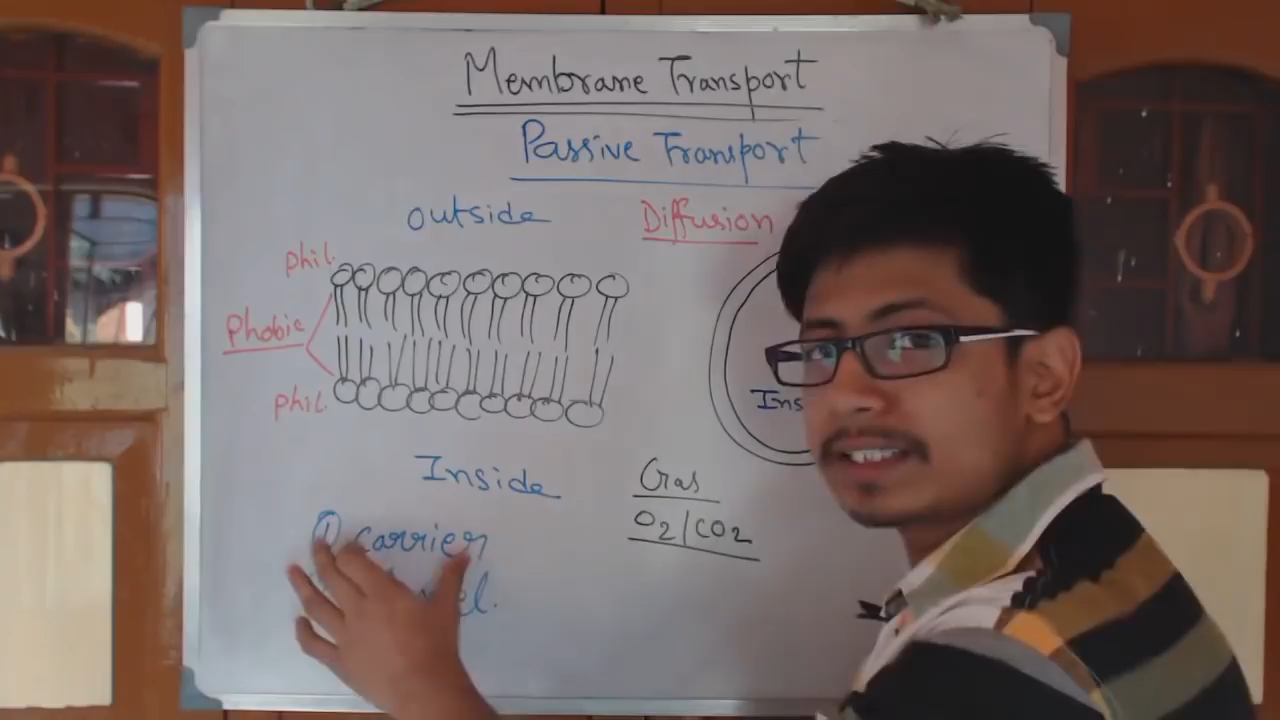 Membrane Transport
Passive Transport
outside
Diffusion
phil.
Phobic
phil.
Inside
Gas
O2/CO2
① carrier